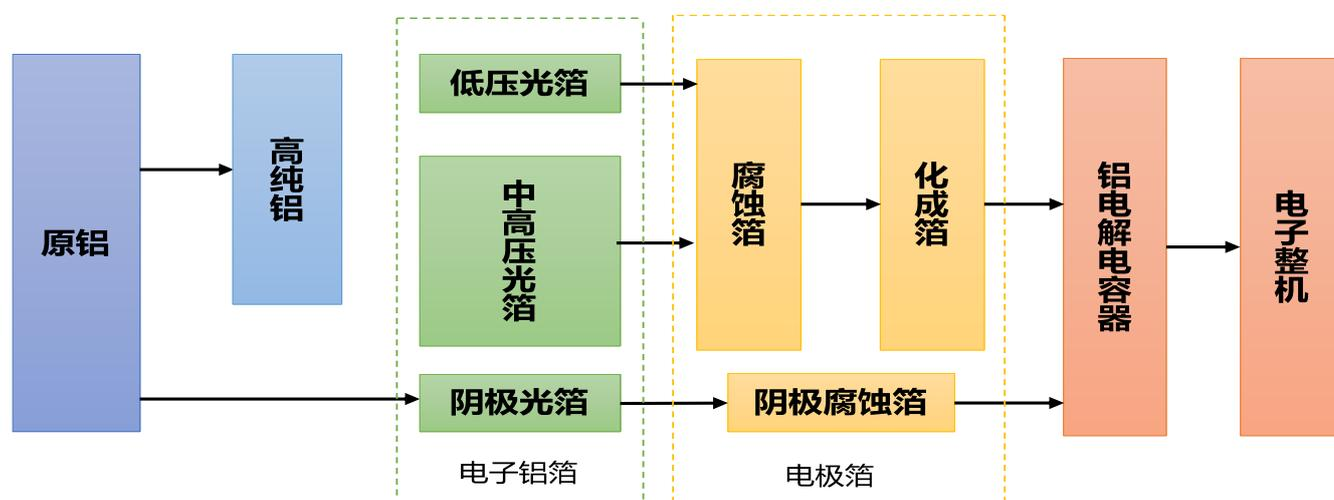 原铝
高纯铝
低压光箔
中高压光箔
阴极光箔
电子铝箔
腐蚀箔
化成箔
阴极腐蚀箔
电极箔
铝电解电容器
电子整机